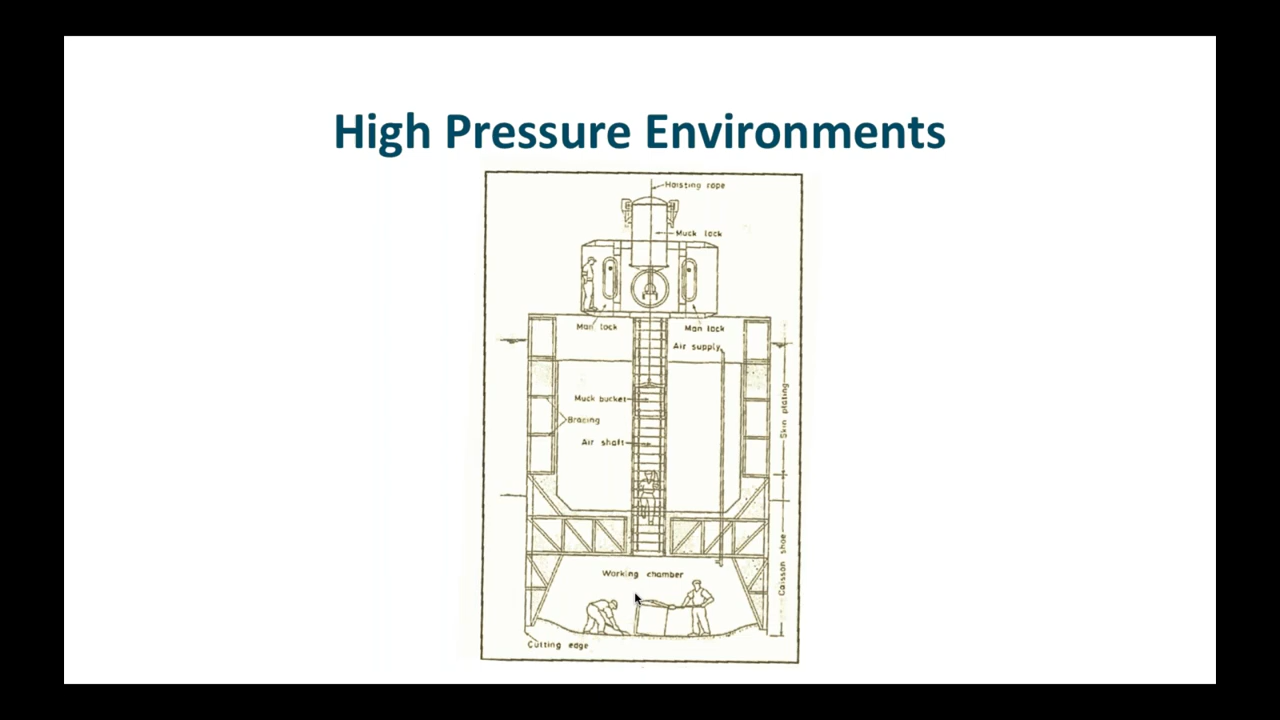 High Pressure Environments
Hoisting rope
Muck lock
Man lock
Man lock
Air supply
Muck bucket
Bracing
Air shaft
Skin plating
Caisson shoe
Working chamber
Cutting edge